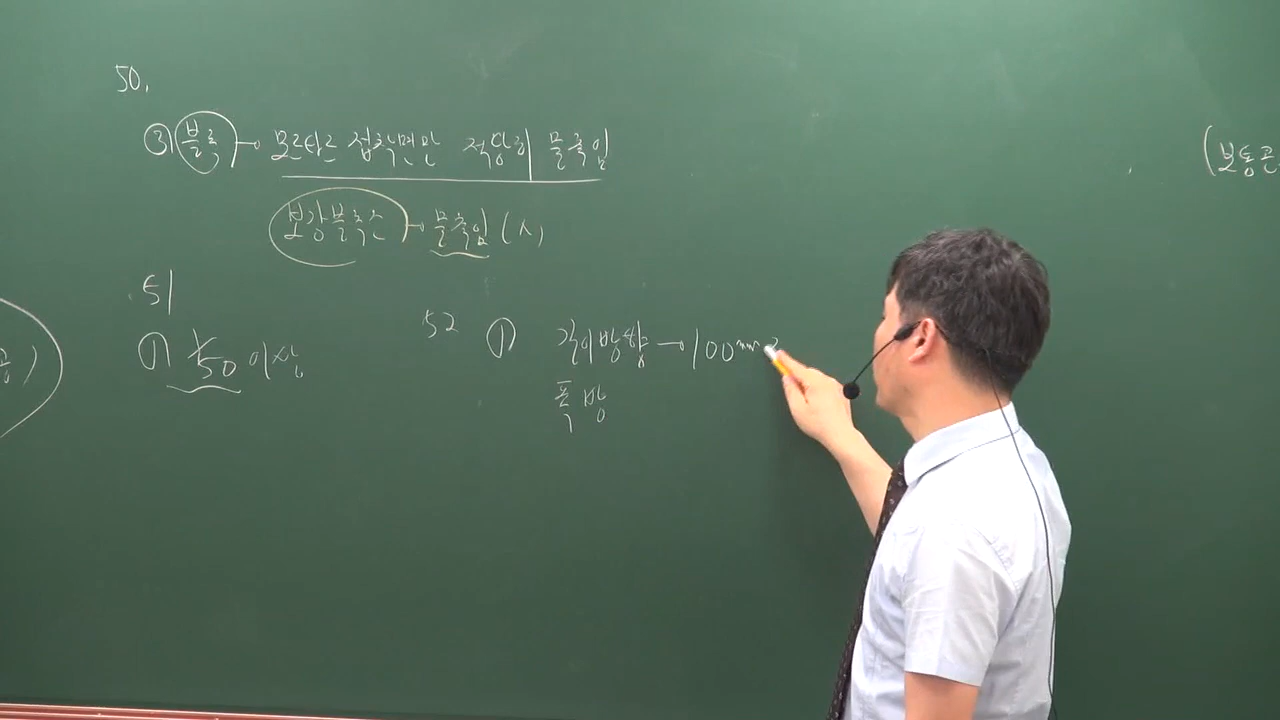 50.
③ 블록 → 모르타르 접착면만 적당히 물축임
보강블록조 → 물축임 (X)
51
① 1/50 이상
52 ① 길이방향 → 100mm
폭 방
(보통콘